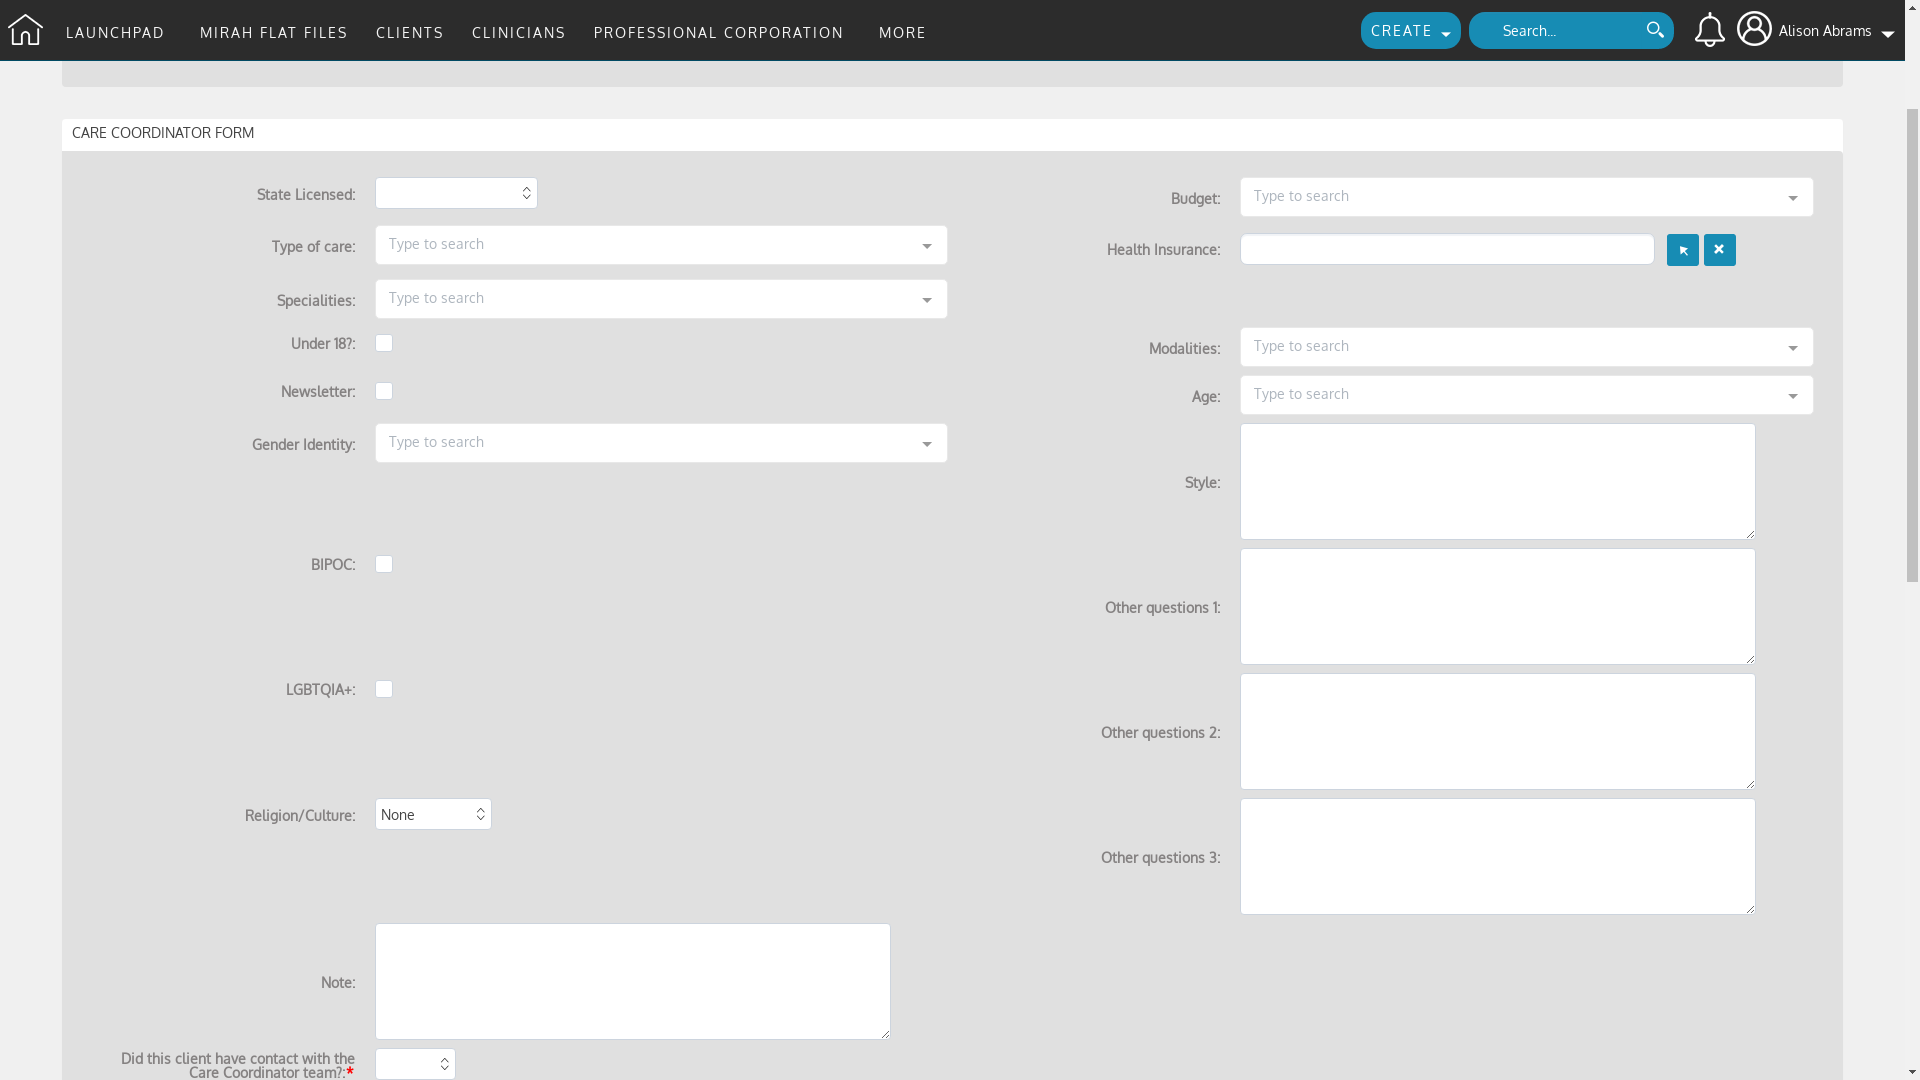 LAUNCHPAD MIRAH FLAT FILES CLIENTS CLINICIANS PROFESSIONAL CORPORATION MORE CREATE Search... Alison Abrams
CARE COORDINATOR FORM
State Licensed:
Budget: Type to search
Type of care: Type to search
Health Insurance:
Specialities: Type to search
Under 18?:
Modalities: Type to search
Newsletter:
Age: Type to search
Gender Identity: Type to search
Style:
BIPOC:
Other questions 1:
LGBTQIA+:
Other questions 2:
Religion/Culture: None
Other questions 3:
Note:
Did this client have contact with the
Care Coordinator team?:*